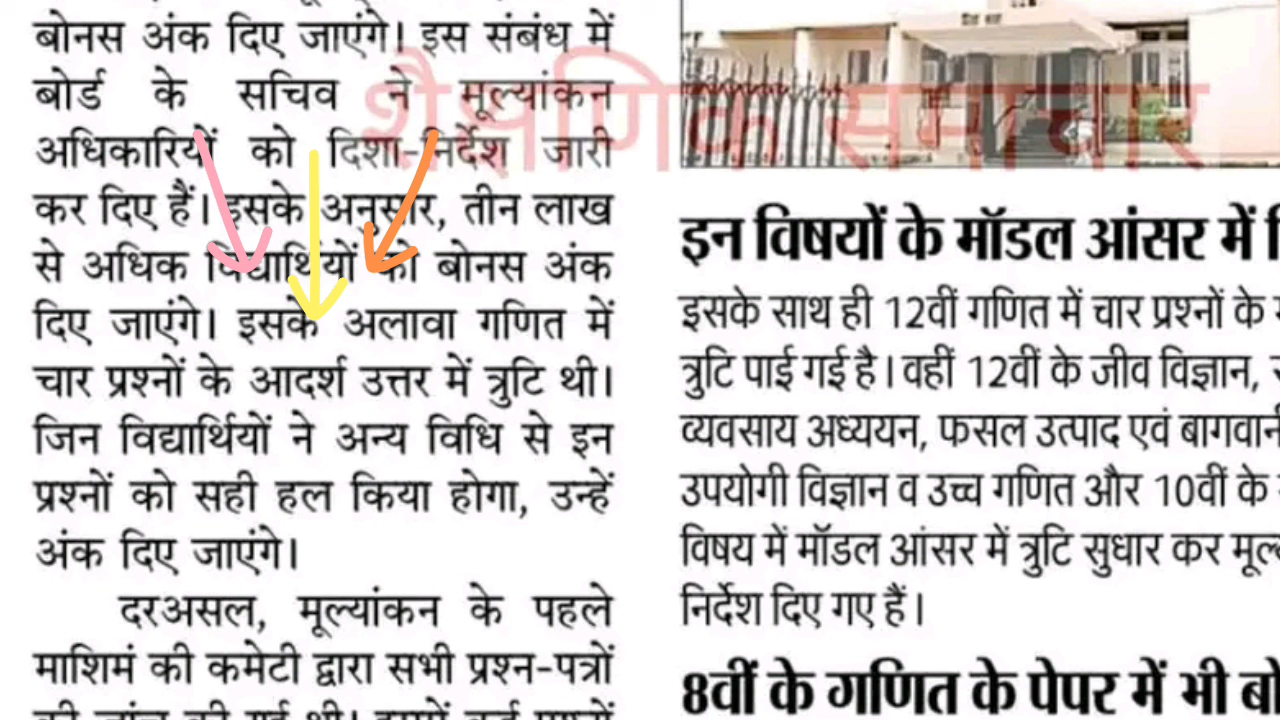 बोनस अंक दिए जाएंगे। इस संबंध में
बोर्ड के सचिव ने मूल्यांकन
अधिकारियों को दिशा-निर्देश जारी
कर दिए हैं। इसके अनुसार, तीन लाख
से अधिक विद्यार्थियों को बोनस अंक
दिए जाएंगे। इसके अलावा गणित में
चार प्रश्नों के आदर्श उत्तर में त्रुटि थी।
जिन विद्यार्थियों ने अन्य विधि से इन
प्रश्नों को सही हल किया होगा, उन्हें
अंक दिए जाएंगे।
दरअसल, मूल्यांकन के पहले
माशिमं की कमेटी द्वारा सभी प्रश्न-पत्रों
शैक्षणिक समाचार
इन विषयों के मॉडल आंसर में
इसके साथ ही 12वीं गणित में चार प्रश्नों के
त्रुटि पाई गई है। वहीं 12वीं के जीव विज्ञान,
व्यवसाय अध्ययन, फसल उत्पाद एवं बागवानी
उपयोगी विज्ञान व उच्च गणित और 10वीं के
विषय में मॉडल आंसर में त्रुटि सुधार कर
निर्देश दिए गए हैं।
8वीं के गणित के पेपर में भी